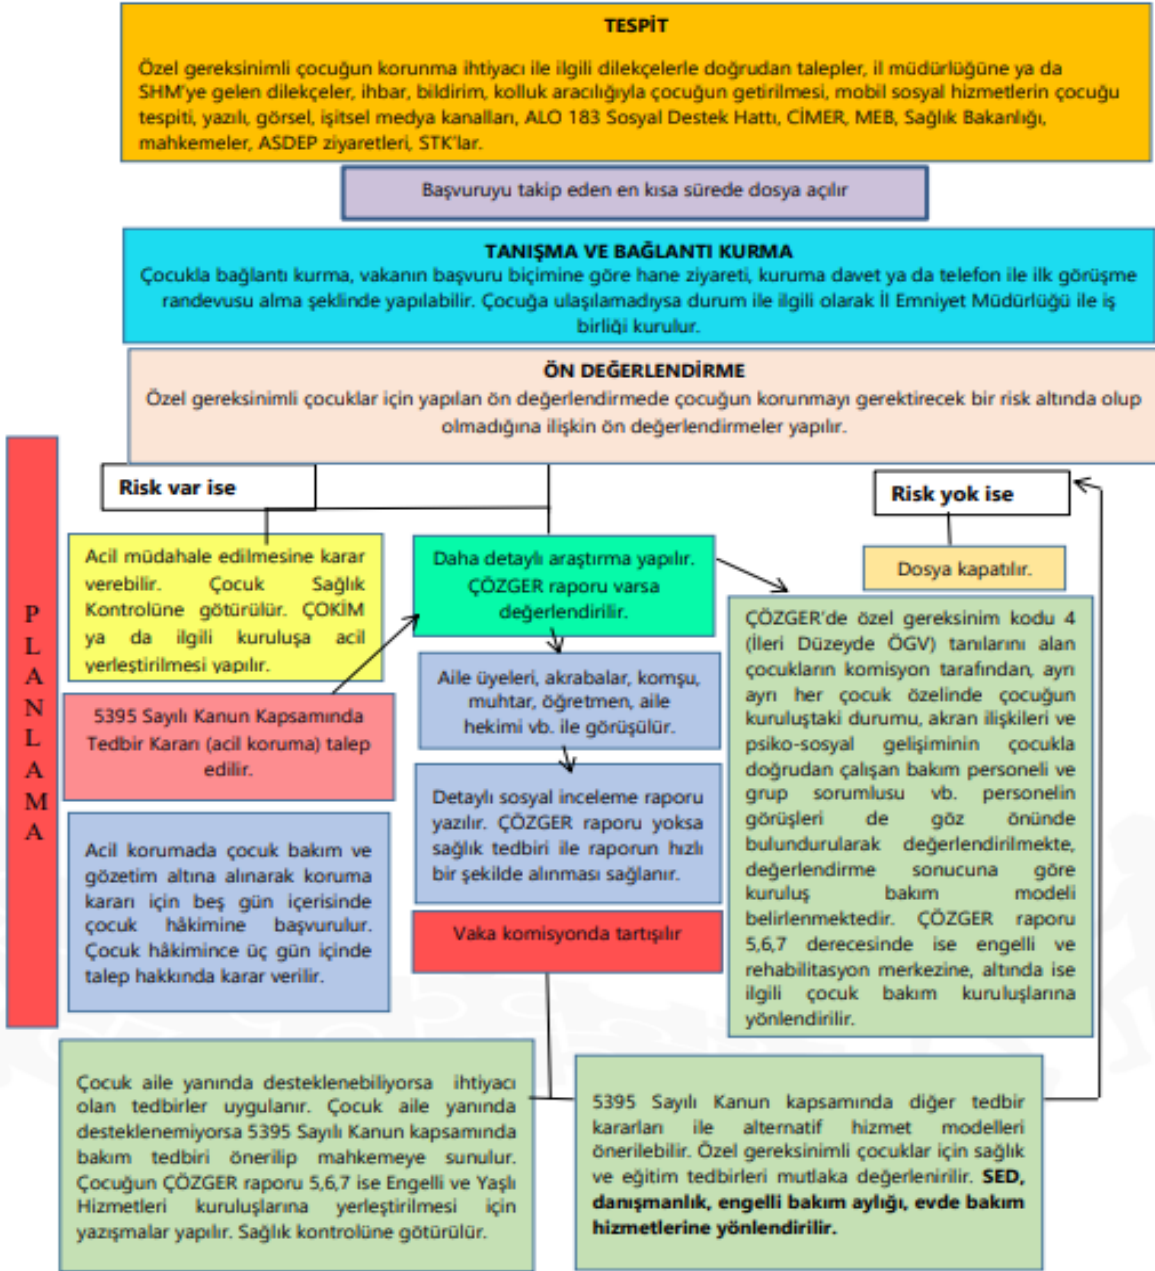 TESPİT
Özel gereksinimli çocuğun korunma ihtiyacı ile ilgili dilekçelerle doğrudan talepler, il müdürlüğüne ya da
SHM'ye gelen dilekçeler, ihbar, bildirim, kolluk aracılığıyla çocuğun getirilmesi, mobil sosyal hizmetlerin çocuğu
tespiti, yazılı, görsel, işitsel medya kanalları, ALO 183 Sosyal Destek Hattı, CİMER, MEB, Sağlık Bakanlığı,
mahkemeler, ASDEP ziyaretleri, STK'lar.
Başvuruyu takip eden en kısa sürede dosya açılır
TANIŞMA VE BAĞLANTI KURMA
Çocukla bağlantı kurma, vakanın başvuru biçimine göre hane ziyareti, kuruma davet ya da telefon ile ilk görüşme
randevusu alma şeklinde yapılabilir. Çocuğa ulaşılamadıysa durum ile ilgili olarak İl Emniyet Müdürlüğü ile iş
birliği kurulur.
ÖN DEĞERLENDİRME
Özel gereksinimli çocuklar için yapılan ön değerlendirmede çocuğun korunmayı gerektirecek bir risk altında olup
olmadığına ilişkin ön değerlendirmeler yapılır.
PLANLAMA
Risk var ise
Acil müdahale edilmesine karar
verebilir. Çocuk Sağlık
Kontrolüne götürülür. ÇOKİM
ya da ilgili kuruluşa acil
yerleştirilmesi yapılır.
5395 Sayılı Kanun Kapsamında
Tedbir Kararı (acil koruma) talep
edilir.
Acil korumada çocuk bakım ve
gözetim altına alınarak koruma
kararı için beş gün içerisinde
çocuk hâkimine başvurulur.
Çocuk hâkimince üç gün içinde
talep hakkında karar verilir.
Daha detaylı araştırma yapılır.
ÇÖZGER raporu varsa
değerlendirilir.
Aile üyeleri, akrabalar, komşu,
muhtar, öğretmen, aile
hekimi vb. ile görüşülür.
Detaylı sosyal inceleme raporu
yazılır. ÇÖZGER raporu yoksa
sağlık tedbiri ile raporun hızlı
bir şekilde alınması sağlanır.
Vaka komisyonda tartışılır
Risk yok ise
Dosya kapatılır.
ÇÖZGER'de özel gereksinim kodu 4
(İleri Düzeyde ÖGV) tanılarını alan
çocukların komisyon tarafından, ayrı
ayrı her çocuk özelinde çocuğun
kuruluştaki durumu, akran ilişkileri ve
psiko-sosyal gelişiminin çocukla
doğrudan çalışan bakım personeli ve
grup sorumlusu vb. personelin
görüşleri de göz önünde
bulundurularak değerlendirilmekte,
değerlendirme sonucuna göre
kuruluş bakım modeli
belirlenmektedir. ÇÖZGER raporu
5,6,7 derecesinde ise engelli ve
rehabilitasyon merkezine, altında ise
ilgili çocuk bakım kuruluşlarına
yönlendirilir.
Çocuk aile yanında desteklenebiliyorsa ihtiyacı
olan tedbirler uygulanır. Çocuk aile yanında
desteklenemiyorsa 5395 Sayılı Kanun kapsamında
bakım tedbiri önerilip mahkemeye sunulur.
Çocuğun ÇÖZGER raporu 5,6,7 ise Engelli ve Yaşlı
Hizmetleri kuruluşlarına yerleştirilmesi için
yazışmalar yapılır. Sağlık kontrolüne götürülür.
5395 Sayılı Kanun kapsamında diğer tedbir
kararları ile alternatif hizmet modelleri
önerilebilir. Özel gereksinimli çocuklar için sağlık
ve eğitim tedbirleri mutlaka değerlenirilir. SED,
danışmanlık, engelli bakım aylığı, evde bakım
hizmetlerine yönlendirilir.